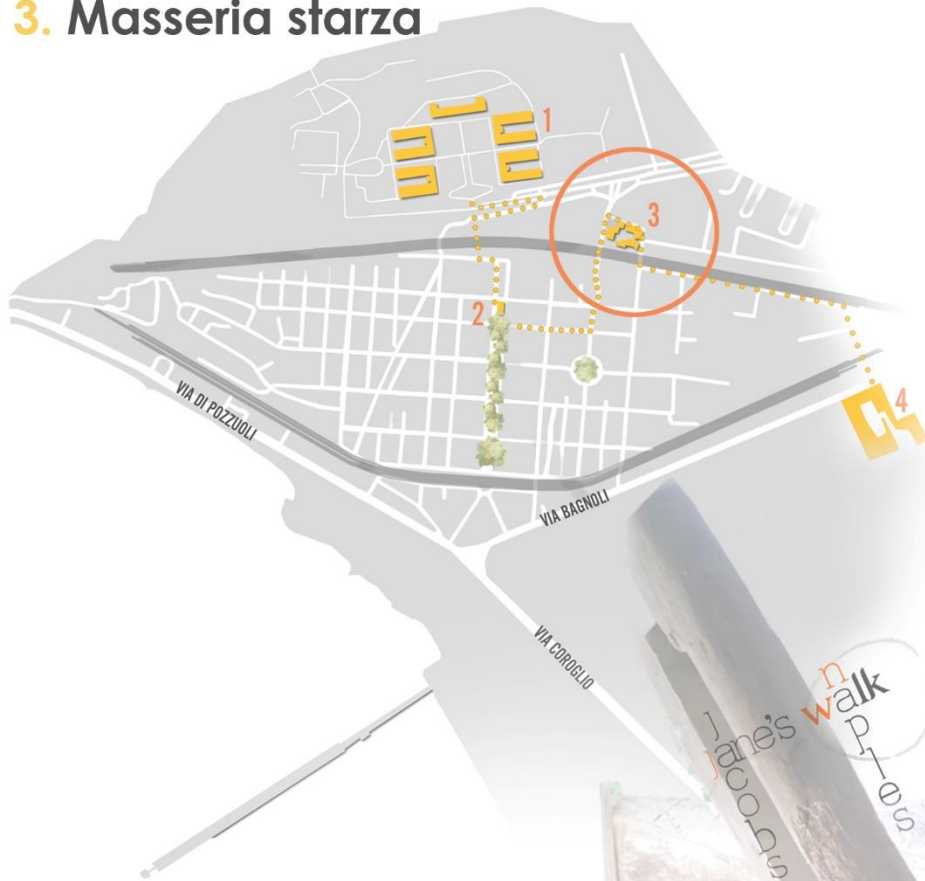 3. Masseria starza
1
3
2
4
VIA DI POZZUOLI
VIA BAGNOLI
VIA COROGLIO
jane's walk
jacobs
naples